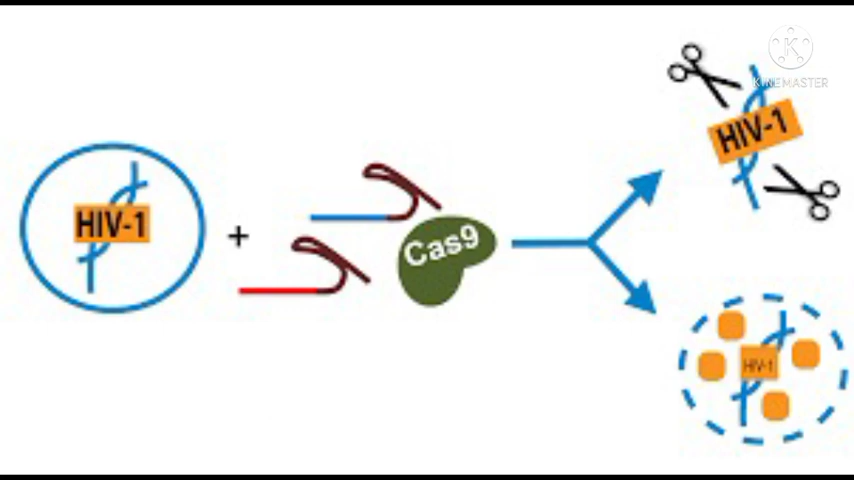 HIV-1
+
Cas9
HIV-1
K
KINEMASTER
HIV-1